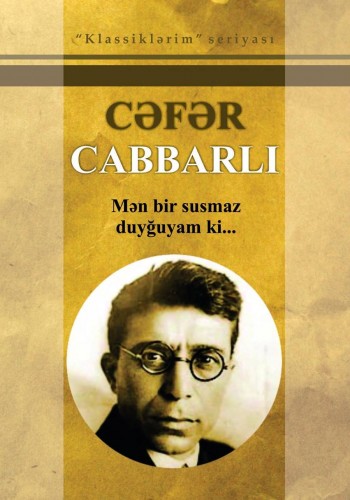 “Klassiklərim” seriyası
CƏFƏR
CABBARLI
Mən bir susmaz
duyğuyam ki...